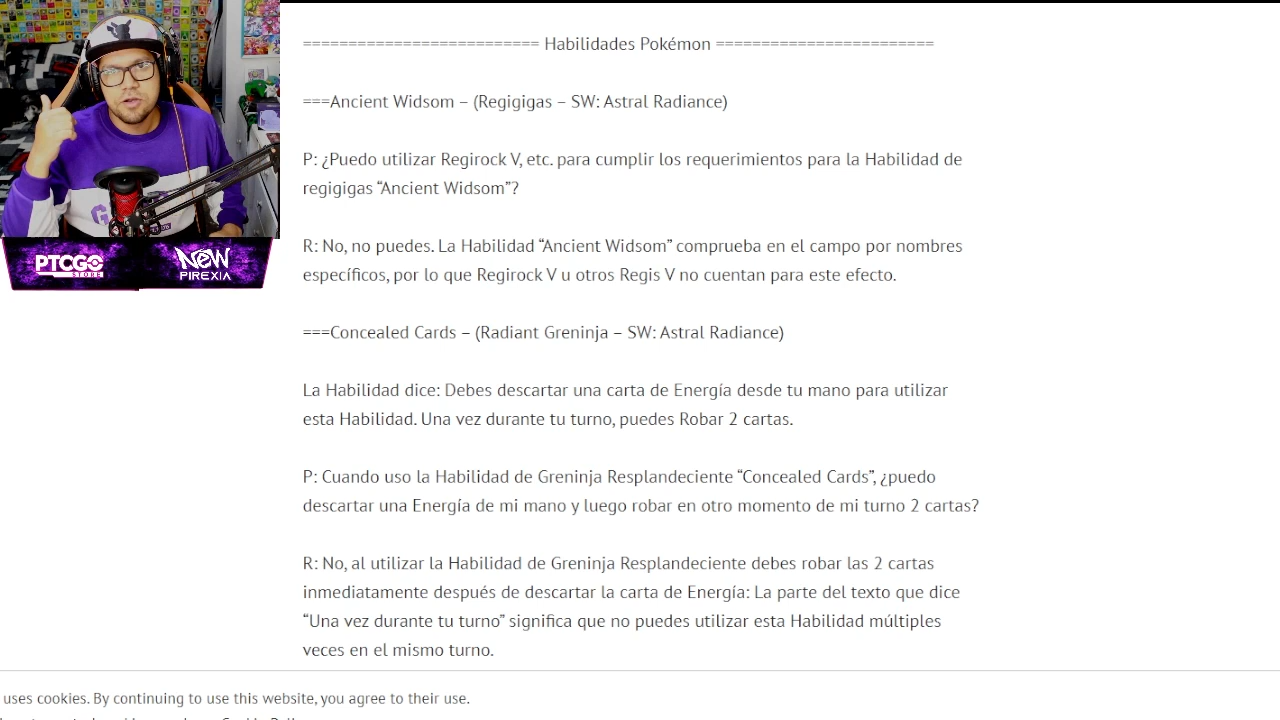 ========================== Habilidades Pokémon ========================
===Ancient Widsom – (Regigigas – SW: Astral Radiance)
P: ¿Puedo utilizar Regirock V, etc. para cumplir los requerimientos para la Habilidad de
regigigas “Ancient Widsom”?
R: No, no puedes. La Habilidad “Ancient Widsom” comprueba en el campo por nombres
específicos, por lo que Regirock V u otros Regis V no cuentan para este efecto.
PTCGO
STORE
NEW
PIREXIA
===Concealed Cards – (Radiant Greninja – SW: Astral Radiance)
La Habilidad dice: Debes descartar una carta de Energía desde tu mano para utilizar
esta Habilidad. Una vez durante tu turno, puedes Robar 2 cartas.
P: Cuando uso la Habilidad de Greninja Resplandeciente “Concealed Cards”, ¿puedo
descartar una Energía de mi mano y luego robar en otro momento de mi turno 2 cartas?
R: No, al utilizar la Habilidad de Greninja Resplandeciente debes robar las 2 cartas
inmediatamente después de descartar la carta de Energía: La parte del texto que dice
“Una vez durante tu turno” significa que no puedes utilizar esta Habilidad múltiples
veces en el mismo turno.
uses cookies. By continuing to use this website, you agree to their use.